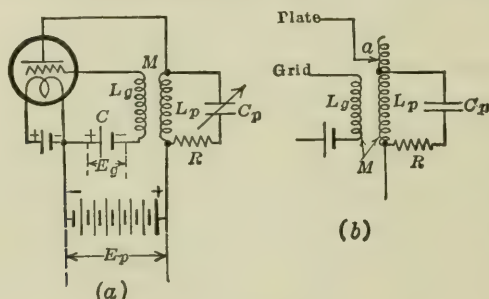 M
Lg
Lp
Cp
R
+ -
C
+ -
Eg
- +
Ep
(a)
Plate
a
Grid
Lg
Lp
Cp
M
R
(b)